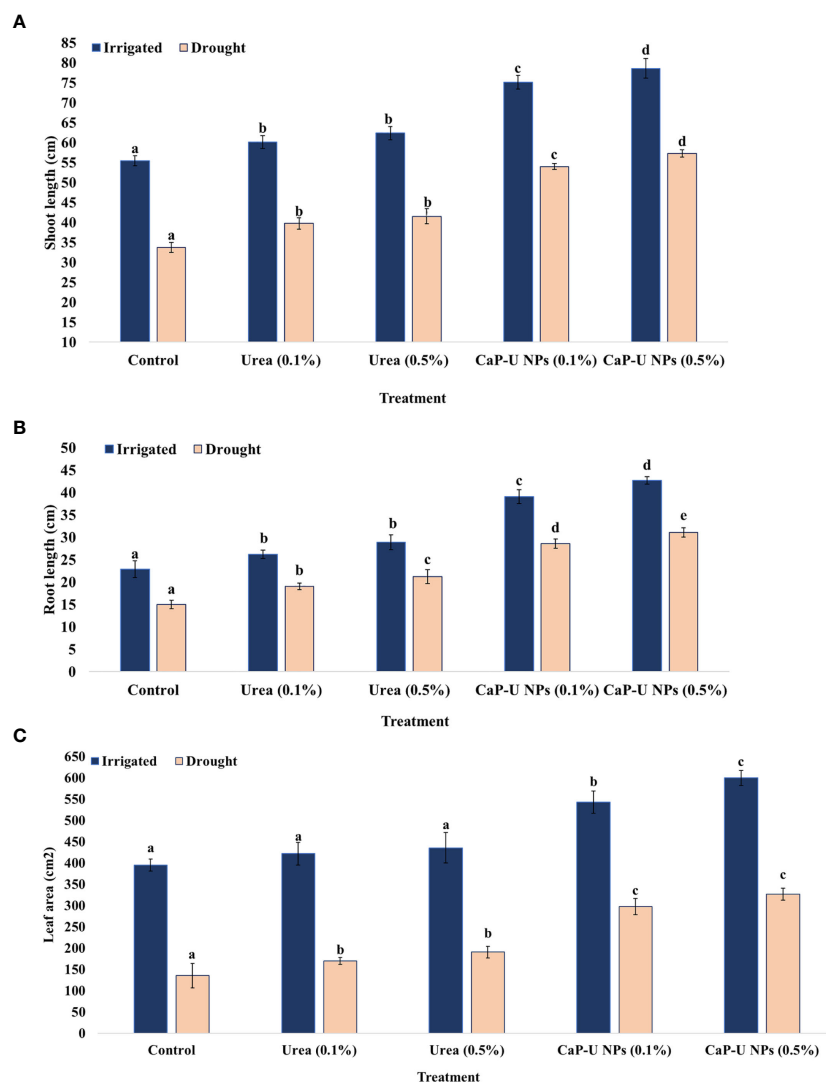 A
Irrigated Drought
Shoot length (cm)
85
80
75
70
65
60
55
50
45
40
35
30
25
20
15
10
a a b b b b c c d d
Control Urea (0.1%) Urea (0.5%) CaP-U NPs (0.1%) CaP-U NPs (0.5%)
Treatment
B
Irrigated Drought
Root length (cm)
50
45
40
35
30
25
20
15
10
5
0
a a b b b c c d d e
Control Urea (0.1%) Urea (0.5%) CaP-U NPs (0.1%) CaP-U NPs (0.5%)
Treatment
C
Irrigated Drought
Leaf area (cm2)
650
600
550
500
450
400
350
300
250
200
150
100
50
0
a a a b a b b c c c
Control Urea (0.1%) Urea (0.5%) CaP-U NPs (0.1%) CaP-U NPs (0.5%)
Treatment